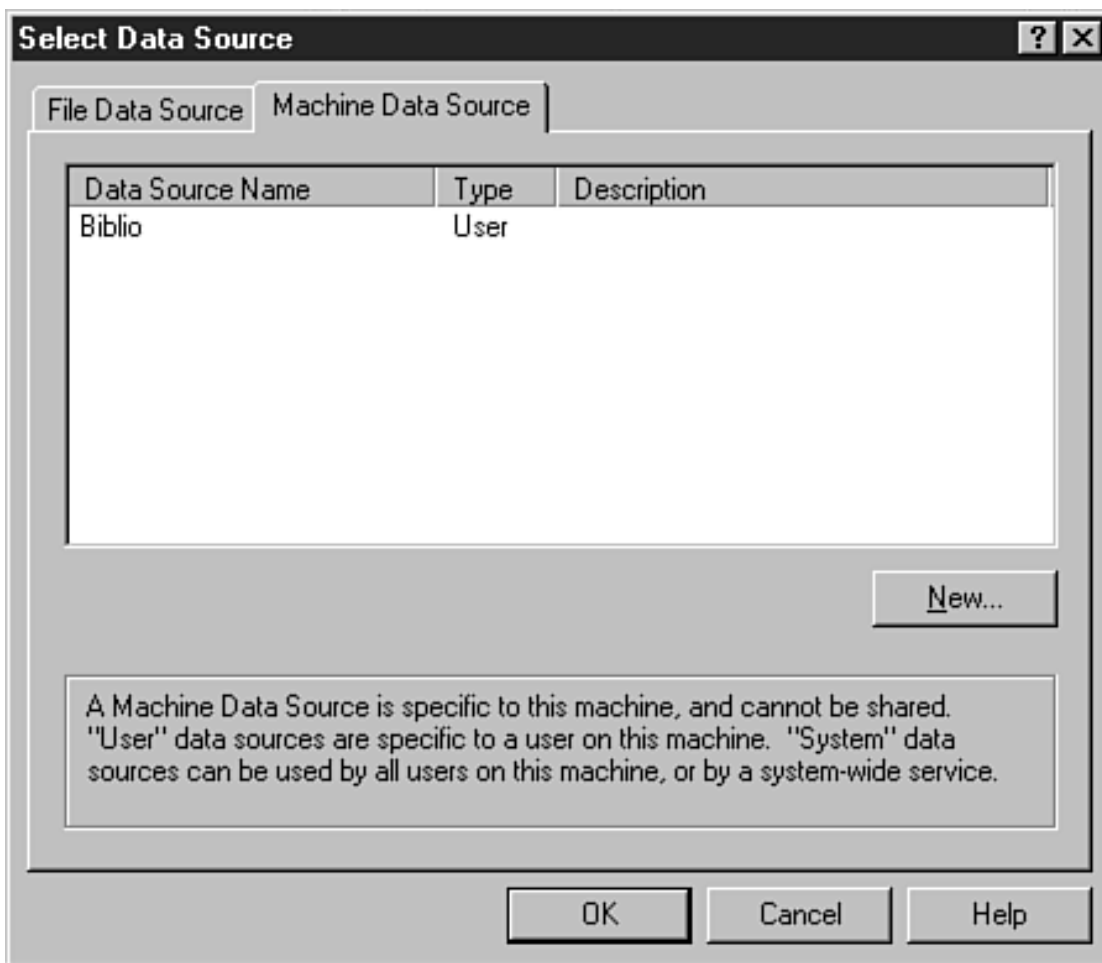 Select Data Source
File Data Source Machine Data Source
Data Source Name Type Description
Biblio User
New...
A Machine Data Source is specific to this machine, and cannot be shared.
"User" data sources are specific to a user on this machine. "System" data
sources can be used by all users on this machine, or by a system-wide service.
OK Cancel Help